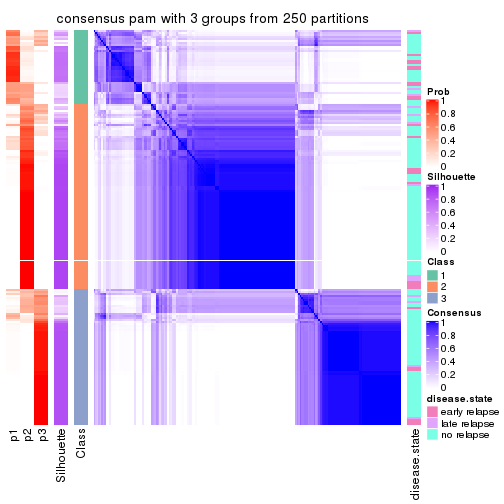 consensus pam with 3 groups from 250 partitions
Prob
1
0.8
0.6
0.4
0.2
0
Silhouette
1
0.8
0.6
0.4
0.2
0
Class
1
2
3
Consensus
1
0.8
0.6
0.4
0.2
0
disease.state
early relapse
late relapse
no relapse
p1
p2
p3
Silhouette
Class
disease.state